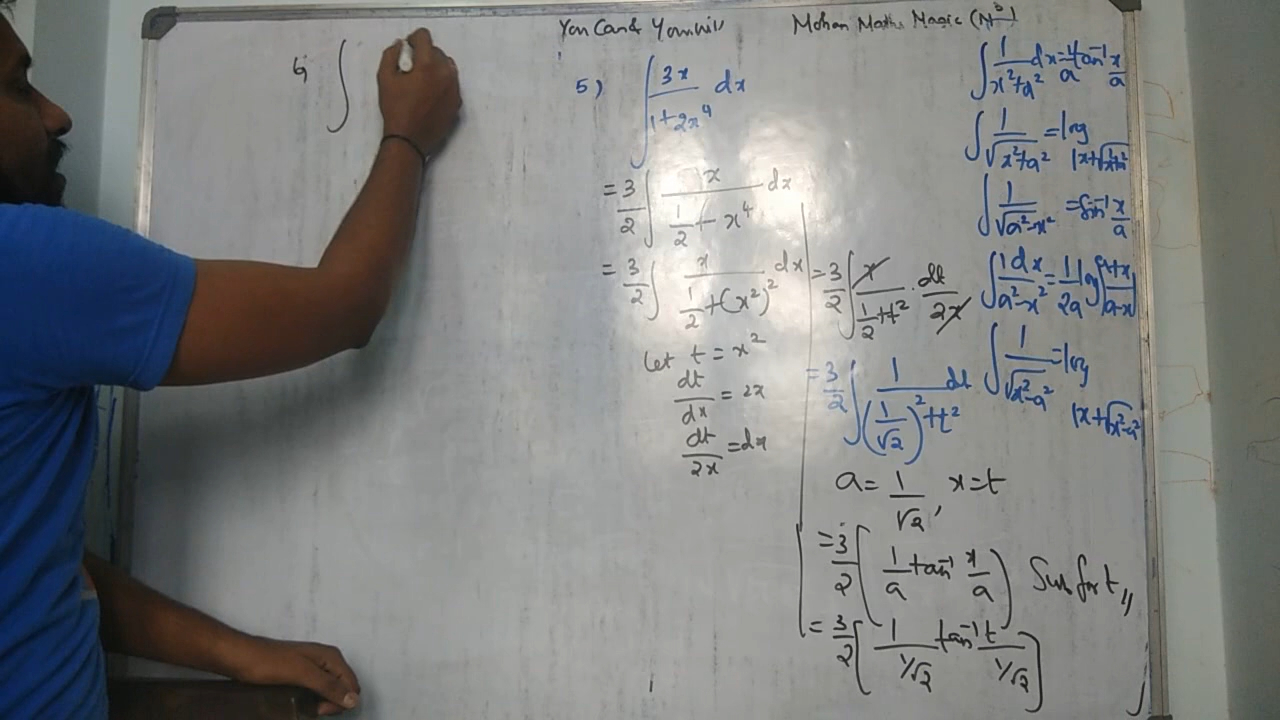 You Can & You will
Mohan Maths Magic (M³)
6) ∫
5) ∫ 3x / 1+2x⁴ dx
= 3/2 ∫ x / 1/2 + x⁴ dx
= 3/2 ∫ x / 1/2 + (x²)² dx
let t = x²
dt/dx = 2x
dt/2x = dx
= 3/2 ∫ x / 1/2 + t² . dt/2x
= 3/2 ∫ 1 / (1/√2)² + t² dt
a = 1/√2 , x = t
= 3/2 [ 1/a tan⁻¹ x/a ] Sub for t,,
= 3/2 [ 1 / 1/√2 tan⁻¹ t / 1/√2 ]
∫ 1/x²+a² dx = 1/a tan⁻¹ x/a
∫ 1/√x²+a² = log |x+√x²+a²
∫ 1/√a²-x² = Sin⁻¹ x/a
∫ 1 dx/a²-x² = 1/2a log |a+x/a-x|
∫ 1/√x²-a² = log |x+√x²-a²